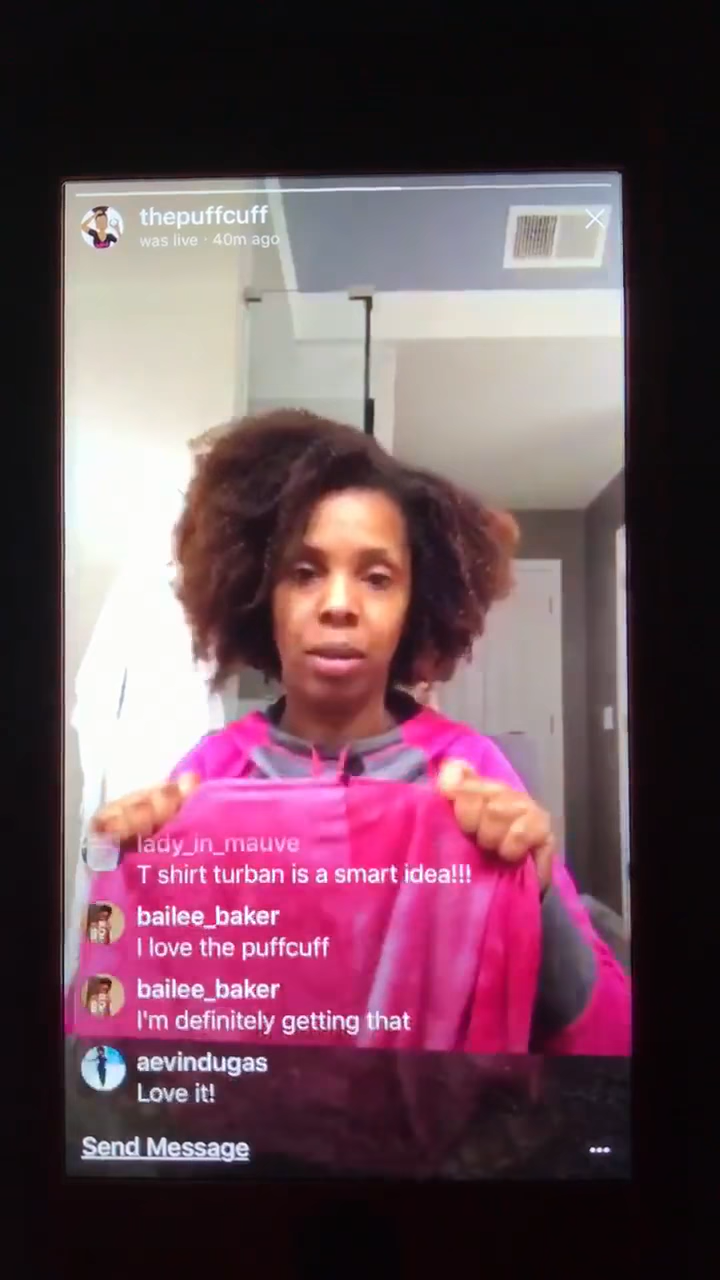 thepuffcuff
was live · 40m ago
lady_in_mauve
T shirt turban is a smart idea!!!
bailee_baker
I love the puffcuff
bailee_baker
I'm definitely getting that
aevindugas
Love it!
Send Message